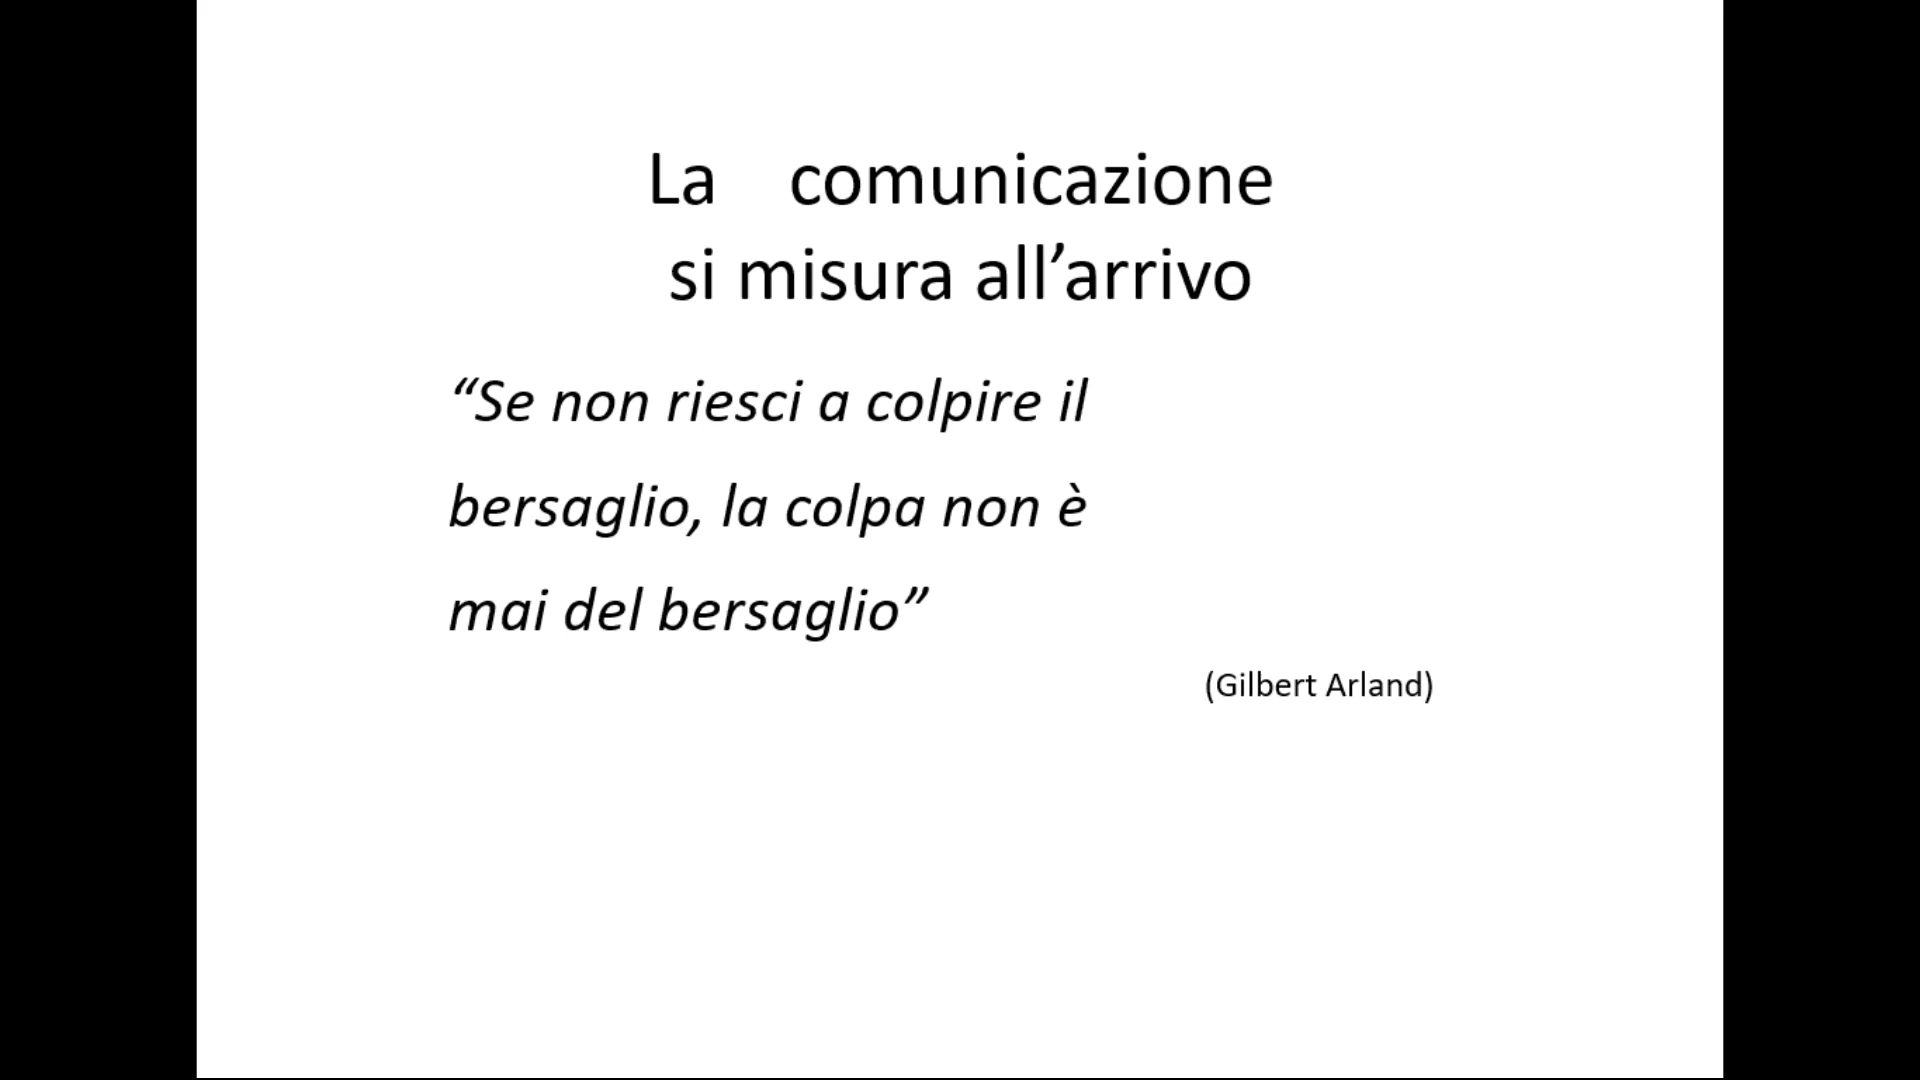 La comunicazione
si misura all’arrivo
“Se non riesci a colpire il
bersaglio, la colpa non è
mai del bersaglio”
(Gilbert Arland)